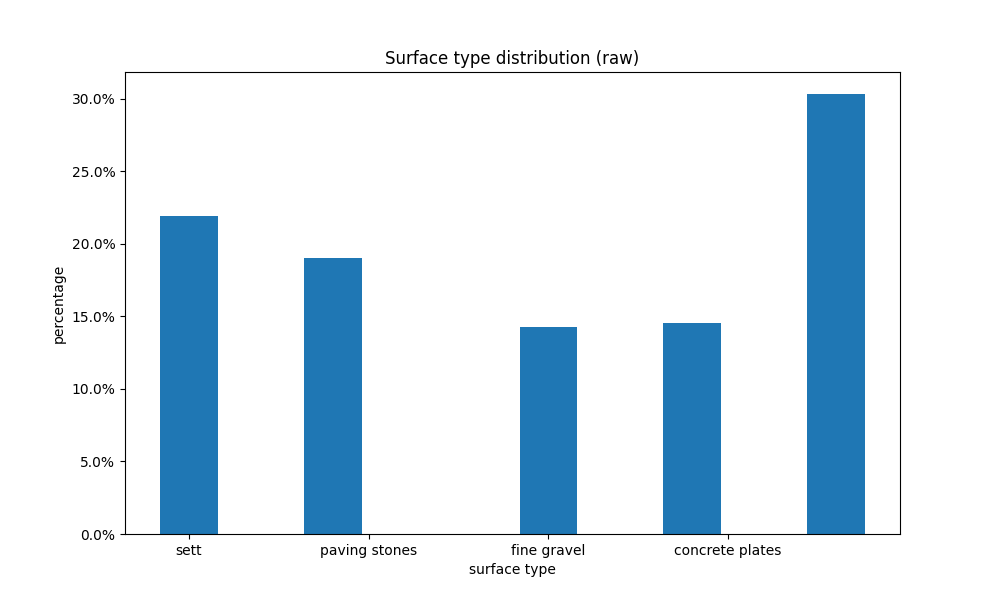 Surface type distribution (raw)
30.0%
25.0%
20.0%
15.0%
10.0%
5.0%
0.0%
percentage
sett paving stones fine gravel concrete plates
surface type